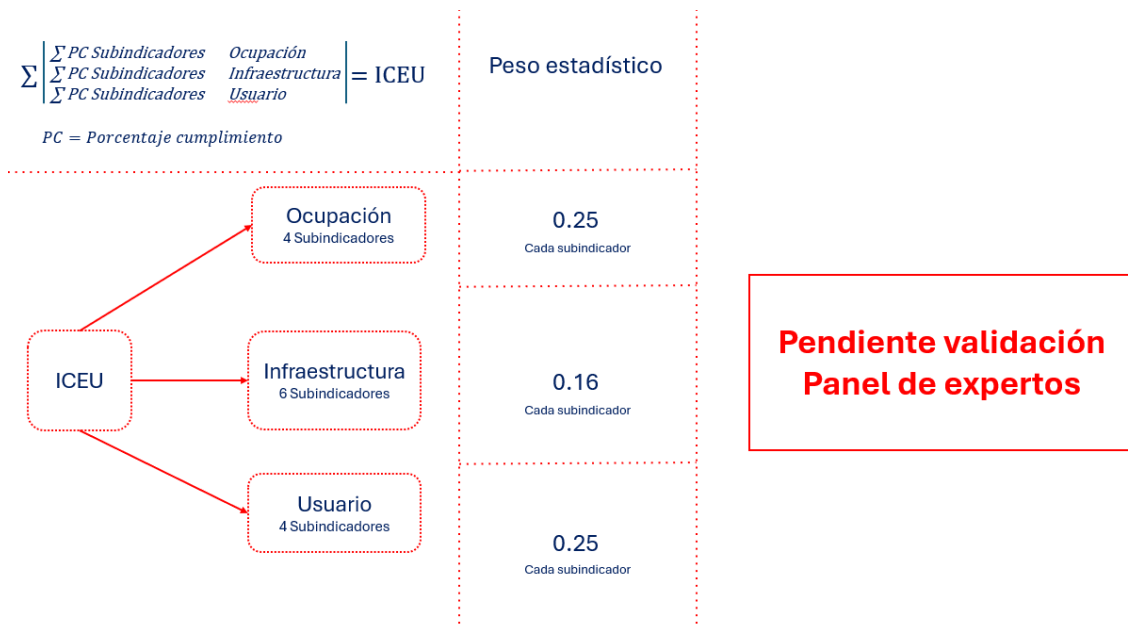 ∑ PC Subindicadores Ocupación
∑ | ∑ PC Subindicadores Infraestructura | = ICEU
∑ PC Subindicadores Usuario
PC = Porcentaje cumplimiento
Peso estadístico
Ocupación
4 Subindicadores
0.25
Cada subindicador
ICEU
Infraestructura
6 Subindicadores
0.16
Cada subindicador
Usuario
4 Subindicadores
0.25
Cada subindicador
Pendiente validación
Panel de expertos